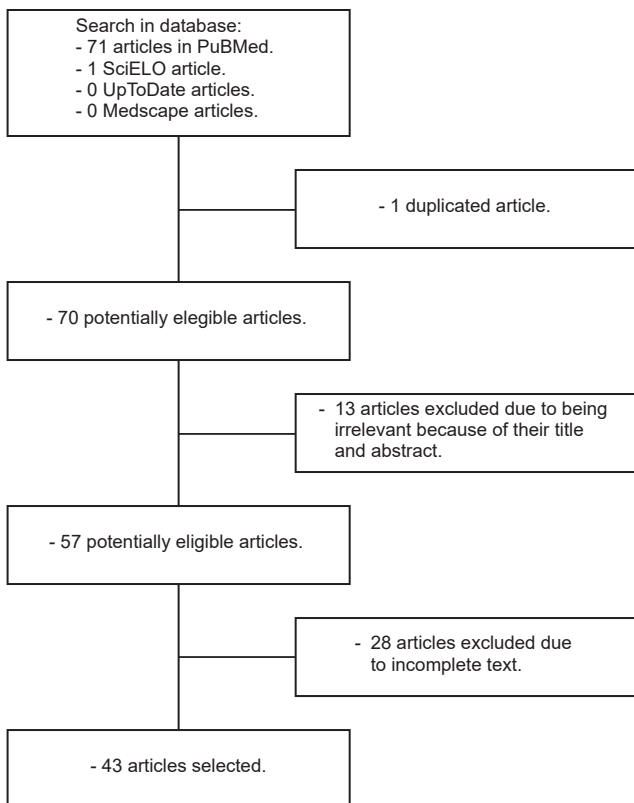 Search in database:
- 71 articles in PuBMed.
- 1 SciELO article.
- 0 UpToDate articles.
- 0 Medscape articles.
- 1 duplicated article.
- 70 potentially elegible articles.
- 13 articles excluded due to being
irrelevant because of their title
and abstract.
- 57 potentially eligible articles.
- 28 articles excluded due
to incomplete text.
- 43 articles selected.